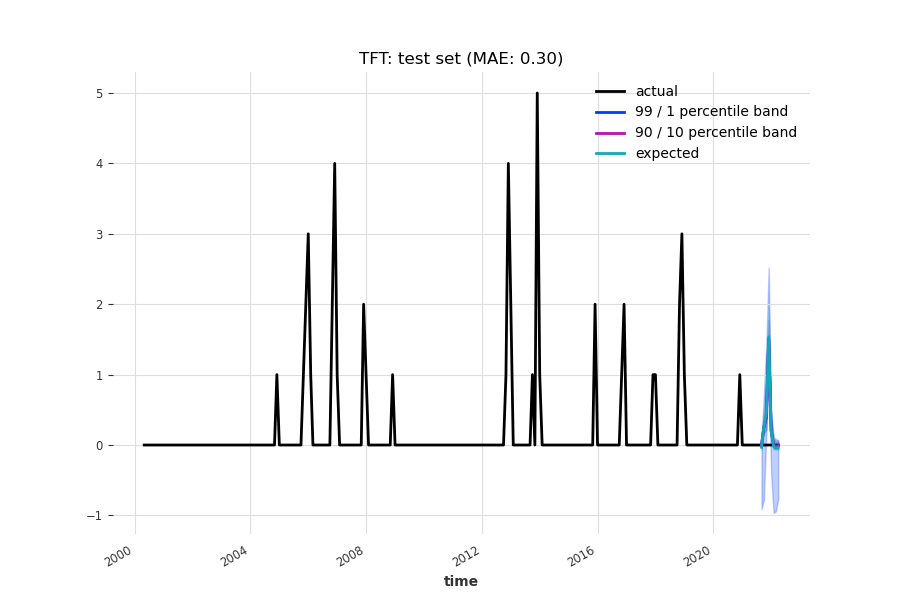 TFT: test set (MAE: 0.30)
actual
99 / 1 percentile band
90 / 10 percentile band
expected
5
4
3
2
1
0
−1
2000
2004
2008
2012
2016
2020
time